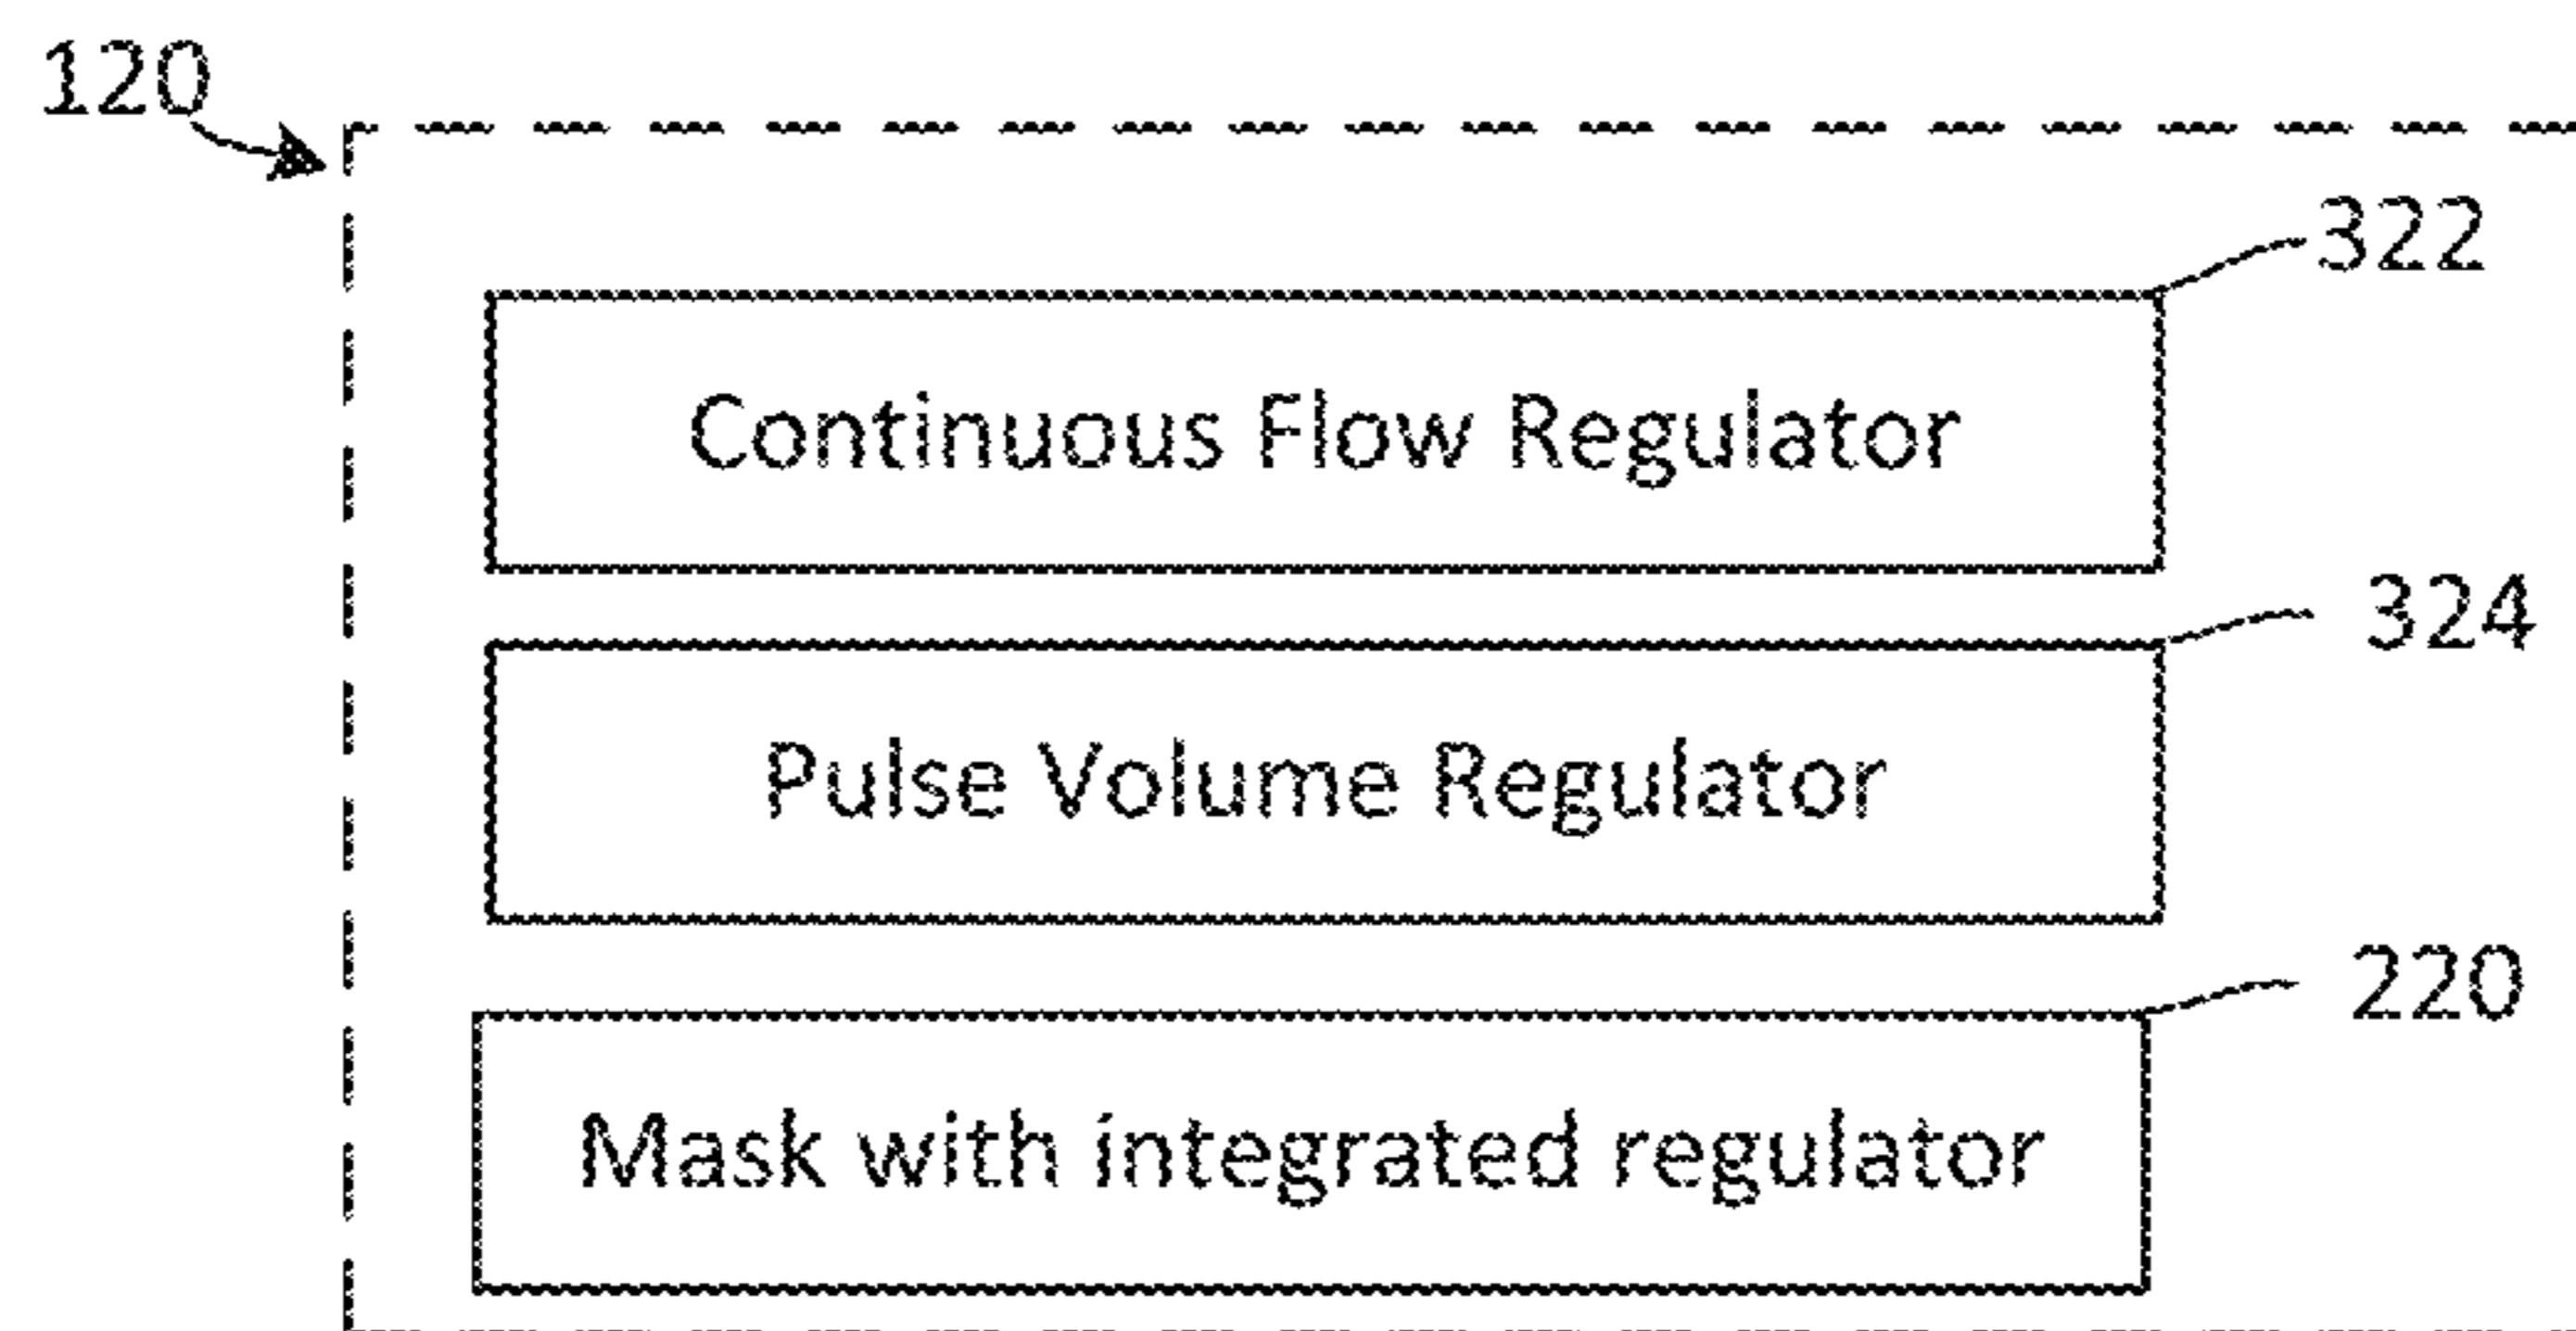 120
322
Continuous Flow Regulator
324
Pulse Volume Regulator
220
Mask with integrated regulator